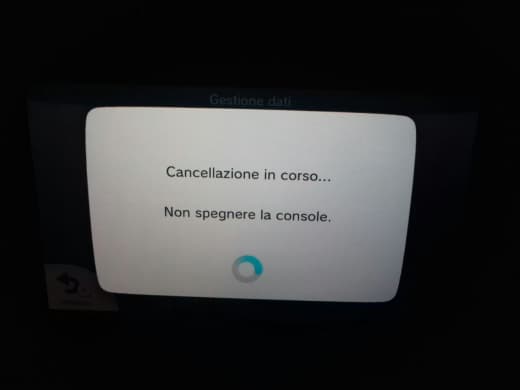 Gestione dati
Cancellazione in corso...
Non spegnere la console.